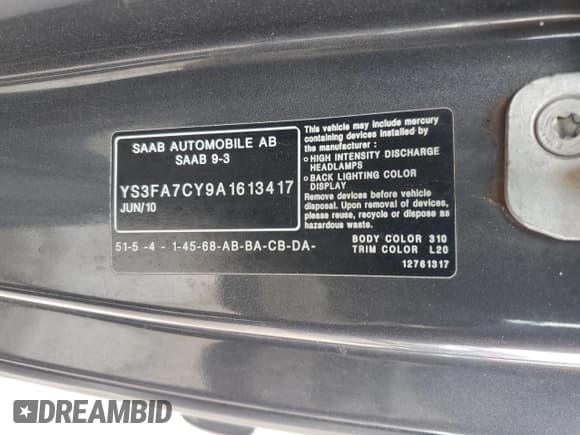 SAAB AUTOMOBILE AB
SAAB 9-3
YS3FA7CY9A1613417
JUN/10
51-5 -4 - 1-45-68-AB-BA-CB-DA-
This vehicle may include mercury
containing devices installed by
the manufacturer :
○ HIGH INTENSITY DISCHARGE
HEADLAMPS
○ BACK LIGHTING COLOR
DISPLAY
Remove devices before vehicle
disposal. Upon removal of devices,
please reuse, recycle or dispose as
hazardous waste.
BODY COLOR 310
TRIM COLOR L20
12761317
DREAMBID